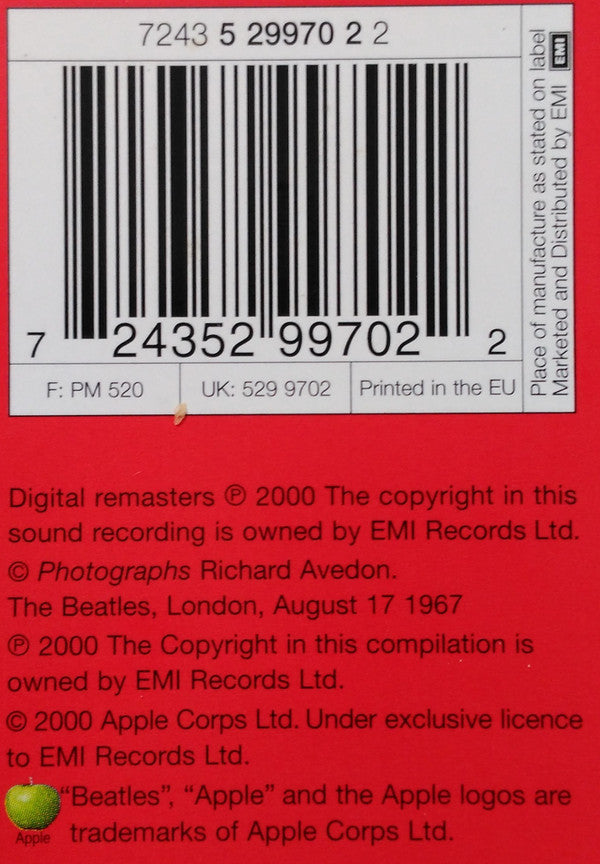 7243 5 29970 2 2
7 24352 99702 2
F: PM 520
UK: 529 9702
Printed in the EU
Place of manufacture as stated on label
Marketed and Distributed by EMI
EMI
Digital remasters ℗ 2000 The copyright in this
sound recording is owned by EMI Records Ltd.
© Photographs Richard Avedon.
The Beatles, London, August 17 1967
℗ 2000 The Copyright in this compilation is
owned by EMI Records Ltd.
© 2000 Apple Corps Ltd. Under exclusive licence
to EMI Records Ltd.
“Beatles”, “Apple” and the Apple logos are
trademarks of Apple Corps Ltd.
Apple